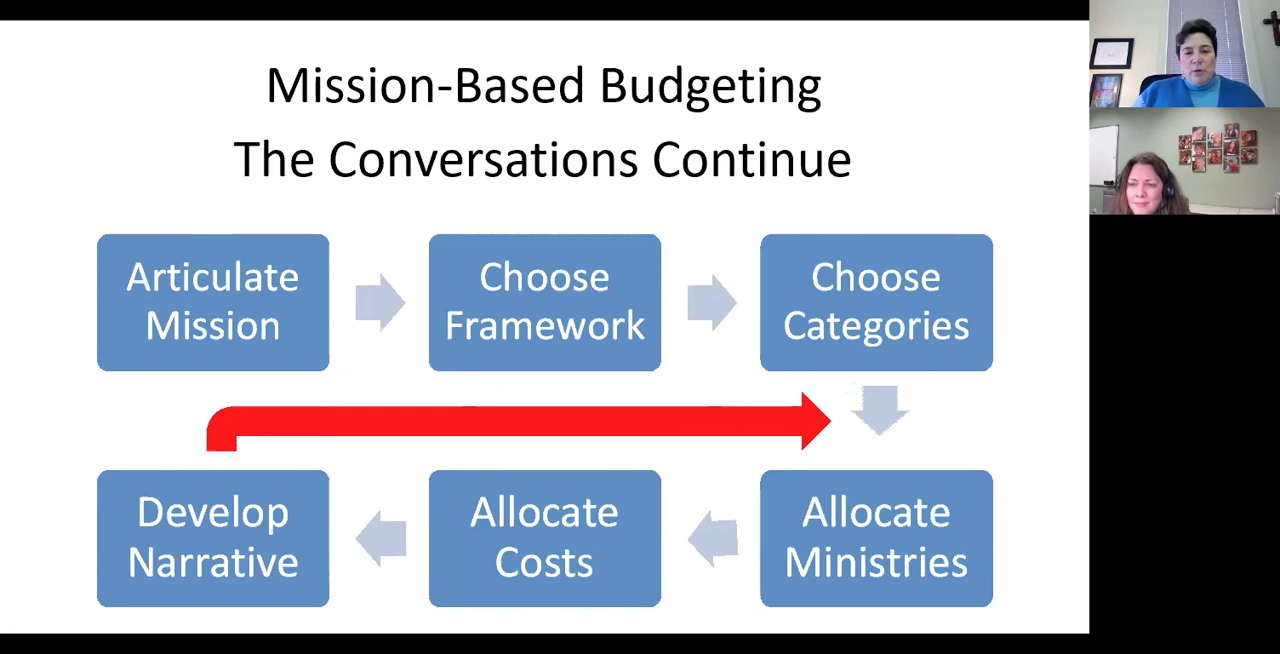 Mission-Based Budgeting
The Conversations Continue
Articulate
Mission
Choose
Framework
Choose
Categories
Develop
Narrative
Allocate
Costs
Allocate
Ministries